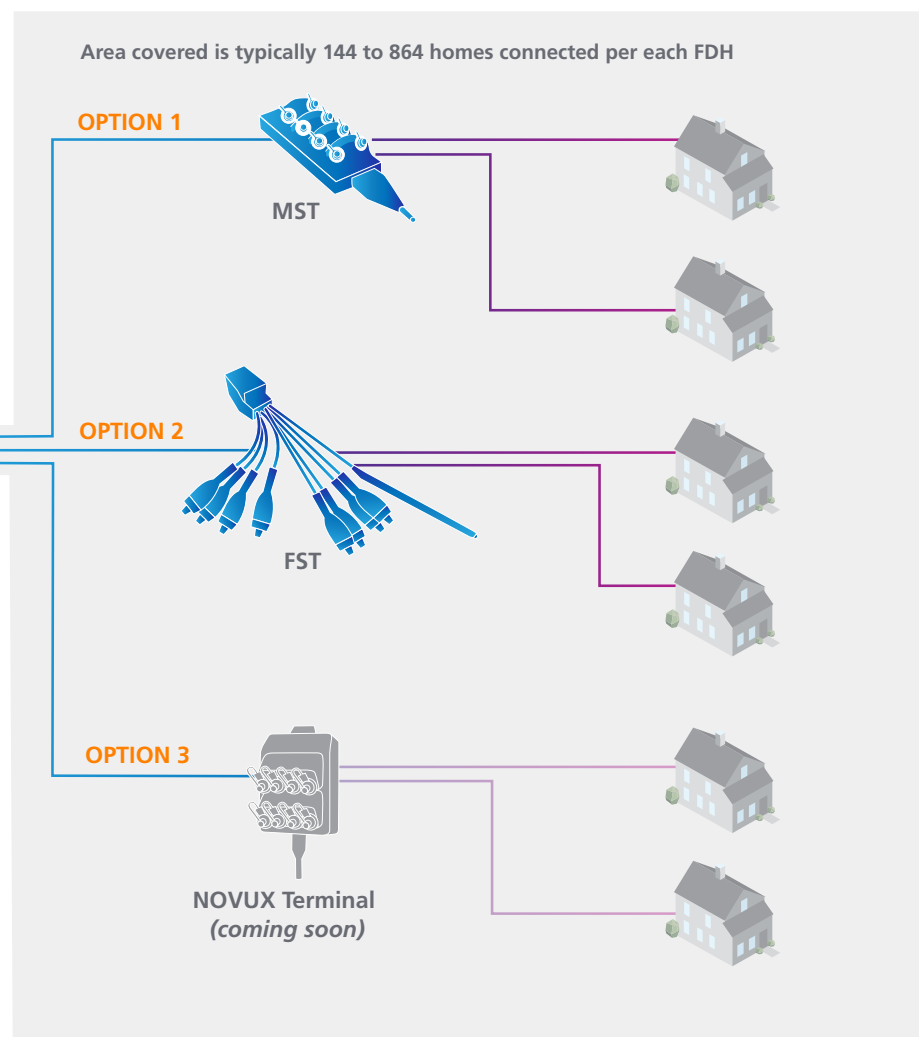 Area covered is typically 144 to 864 homes connected per each FDH
OPTION 1
MST
OPTION 2
FST
OPTION 3
NOVUX Terminal
(coming soon)